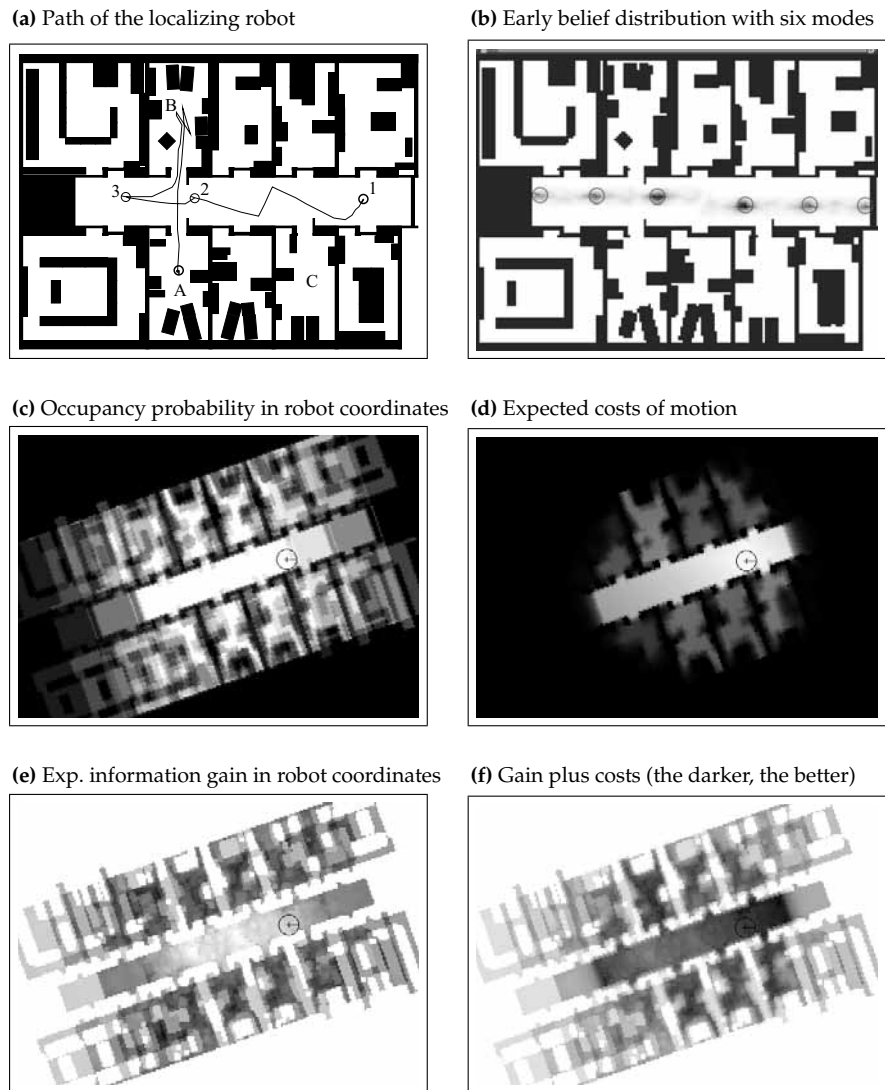 (a) Path of the localizing robot
(b) Early belief distribution with six modes
B
3
2
1
A
C
(c) Occupancy probability in robot coordinates
(d) Expected costs of motion
(e) Exp. information gain in robot coordinates
(f) Gain plus costs (the darker, the better)